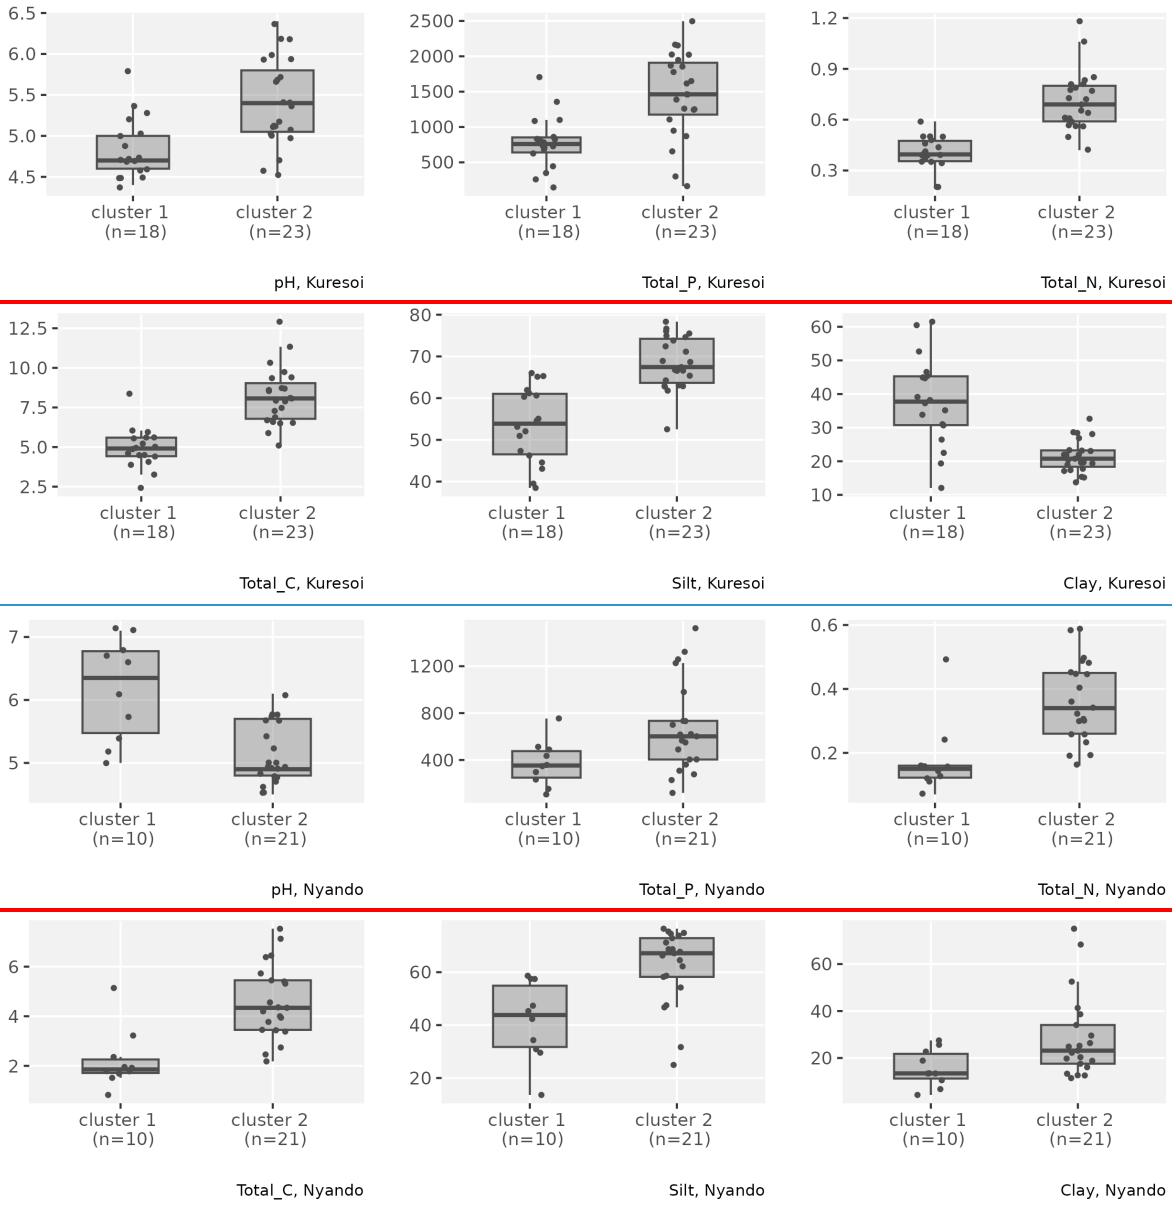 6.5
6.0
5.5
5.0
4.5
cluster 1
(n=18)
cluster 2
(n=23)
pH, Kuresoi
2500
2000
1500
1000
500
cluster 1
(n=18)
cluster 2
(n=23)
Total_P, Kuresoi
1.2
0.9
0.6
0.3
cluster 1
(n=18)
cluster 2
(n=23)
Total_N, Kuresoi
12.5
10.0
7.5
5.0
2.5
cluster 1
(n=18)
cluster 2
(n=23)
Total_C, Kuresoi
80
70
60
50
40
cluster 1
(n=18)
cluster 2
(n=23)
Silt, Kuresoi
60
50
40
30
20
10
cluster 1
(n=18)
cluster 2
(n=23)
Clay, Kuresoi
7
6
5
cluster 1
(n=10)
cluster 2
(n=21)
pH, Nyando
1200
800
400
cluster 1
(n=10)
cluster 2
(n=21)
Total_P, Nyando
0.6
0.4
0.2
cluster 1
(n=10)
cluster 2
(n=21)
Total_N, Nyando
6
4
2
cluster 1
(n=10)
cluster 2
(n=21)
Total_C, Nyando
60
40
20
cluster 1
(n=10)
cluster 2
(n=21)
Silt, Nyando
60
40
20
cluster 1
(n=10)
cluster 2
(n=21)
Clay, Nyando